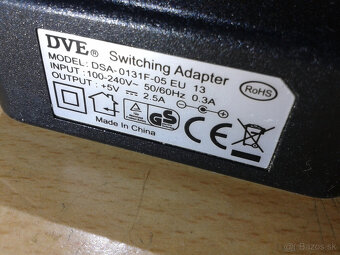 DVE® Switching Adapter
MODEL: DSA-0131F-05 EU 13
INPUT: 100-240V~ 50/60Hz 0.3A
OUTPUT: +5V ⎓ 2.5A
RoHS
GS
CE
Made In China
Bazos.sk